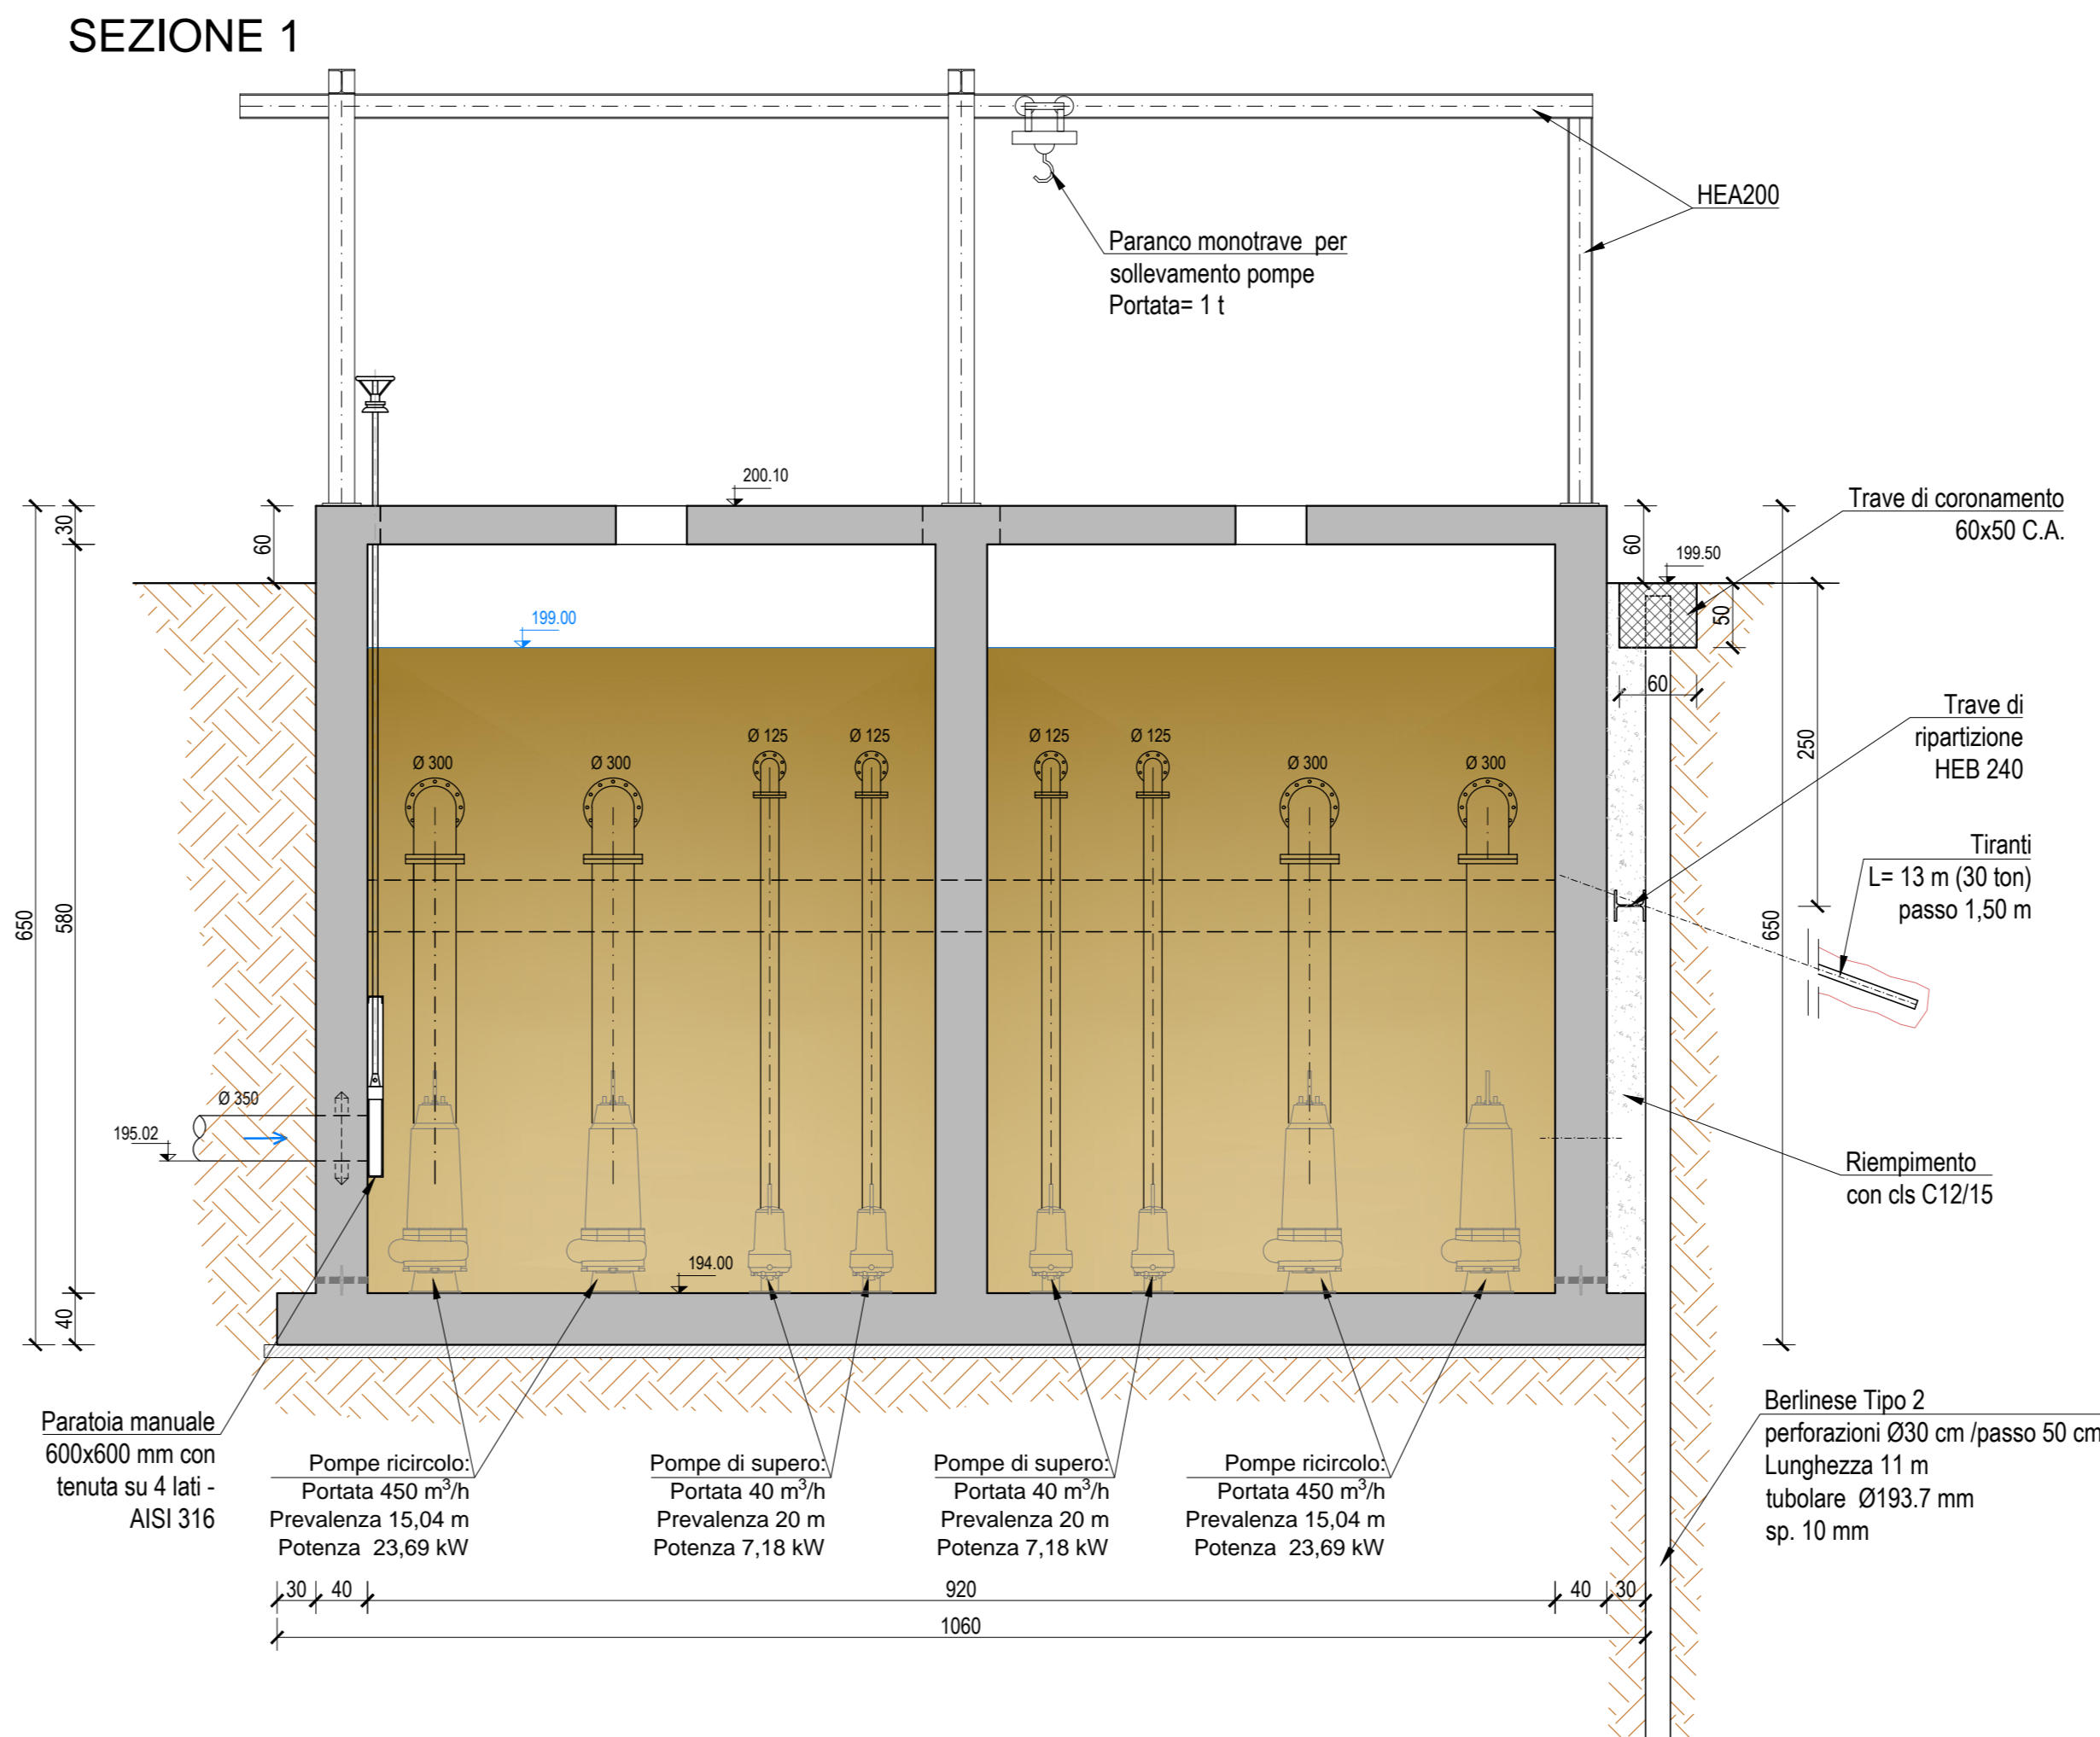 SEZIONE 1
HEA200
Paranco monotrave per
sollevamento pompe
Portata= 1 t
200.10
Trave di coronamento
60x50 C.A.
30
60
60
199.50
199.00
50
60
Trave di
ripartizione
HEB 240
250
Ø 300
Ø 300
Ø 125
Ø 125
Ø 125
Ø 125
Ø 300
Ø 300
Tiranti
L= 13 m (30 ton)
passo 1,50 m
650
580
650
Ø 350
195.02
Riempimento
con cls C12/15
194.00
40
Paratoia manuale
600x600 mm con
tenuta su 4 lati -
AISI 316
Pompe ricircolo:
Portata 450 m³/h
Prevalenza 15,04 m
Potenza 23,69 kW
Pompe di supero:
Portata 40 m³/h
Prevalenza 20 m
Potenza 7,18 kW
Pompe di supero:
Portata 40 m³/h
Prevalenza 20 m
Potenza 7,18 kW
Pompe ricircolo:
Portata 450 m³/h
Prevalenza 15,04 m
Potenza 23,69 kW
Berlinese Tipo 2
perforazioni Ø30 cm /passo 50 cm
Lunghezza 11 m
tubolare Ø193.7 mm
sp. 10 mm
30 40 920 40 30
1060